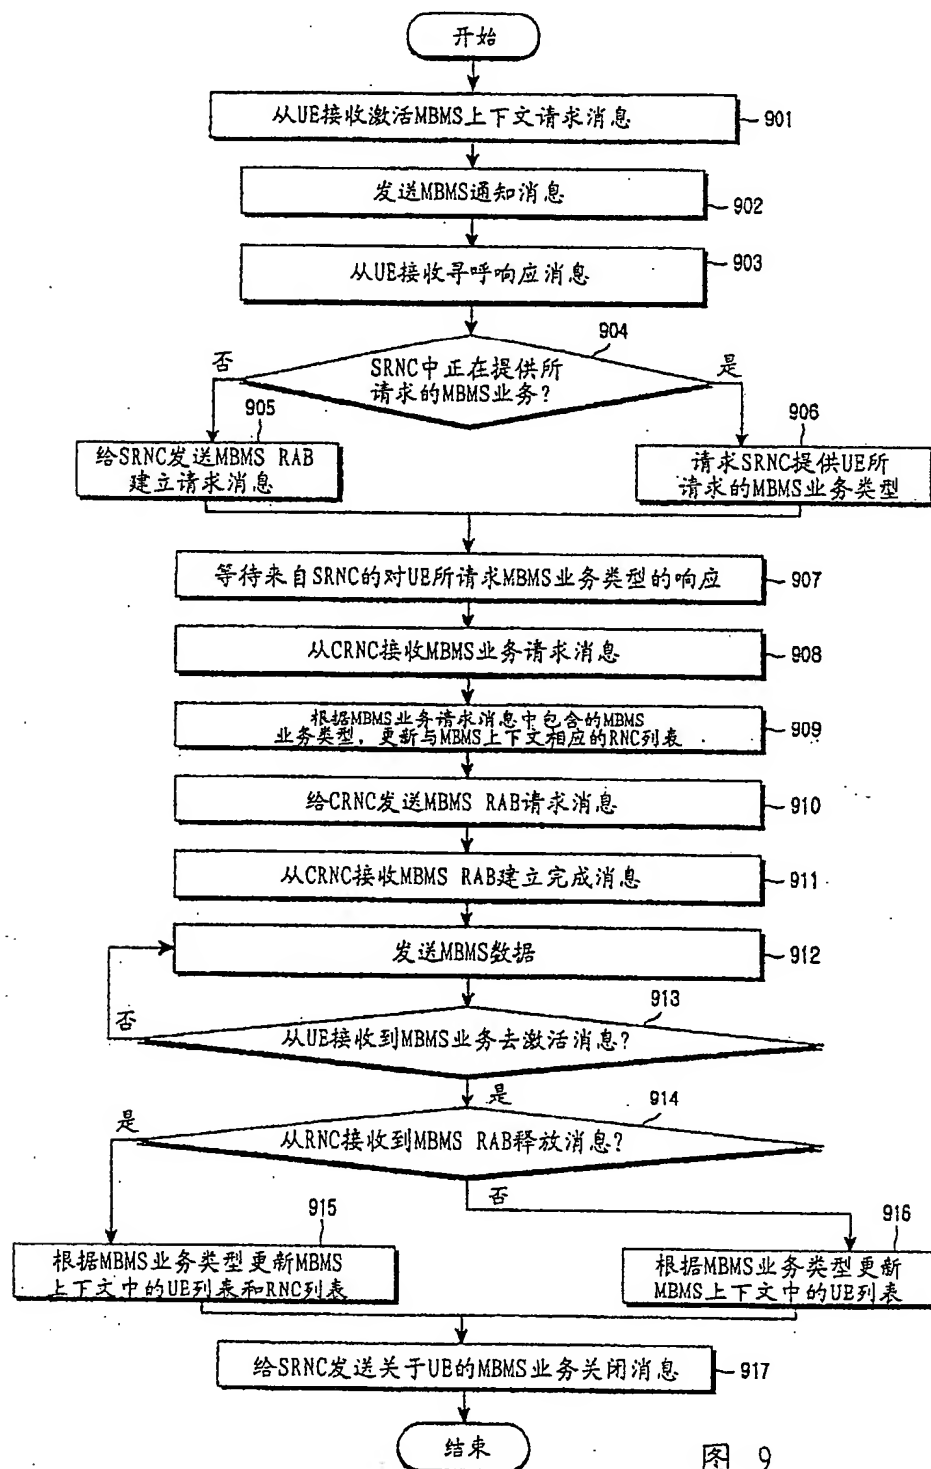 开始
从UE接收激活MBMS上下文请求消息
901
发送MBMS通知消息
902
从UE接收寻呼响应消息
903
904
SRNC中正在提供所
请求的MBMS业务?
否
是
905
给SRNC发送MBMS RAB
建立请求消息
906
请求SRNC提供UE所
请求的MBMS业务类型
等待来自SRNC的对UE所请求MBMS业务类型的响应
907
从CRNC接收MBMS业务请求消息
908
根据MBMS业务请求消息中包含的MBMS
业务类型，更新与MBMS上下文相应的RNC列表
909
给CRNC发送MBMS RAB请求消息
910
从CRNC接收MBMS RAB建立完成消息
911
发送MBMS数据
912
913
否
从UE接收到MBMS业务去激活消息?
是
914
是
从RNC接收到MBMS RAB释放消息?
否
915
根据MBMS业务类型更新MBMS
上下文中的UE列表和RNC列表
916
根据MBMS业务类型更新
MBMS上下文中的UE列表
给SRNC发送关于UE的MBMS业务关闭消息
917
结束
图 9